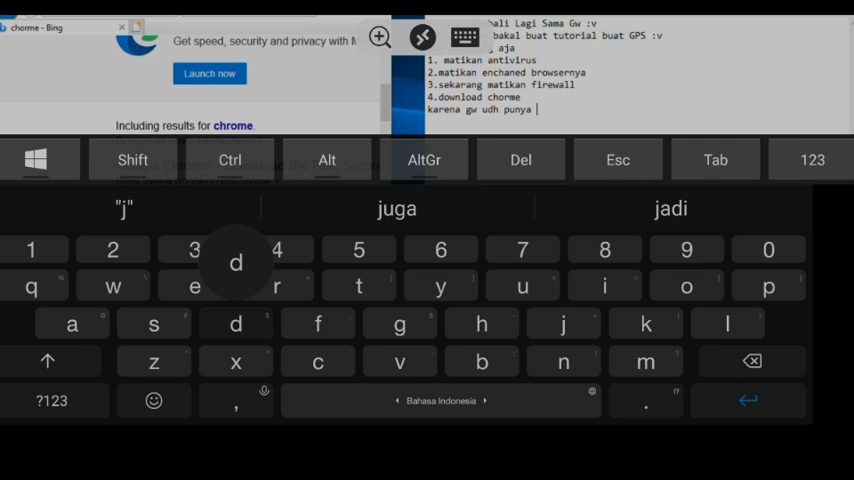 chorme - Bing
Get speed, security and privacy with M
Launch now
Including results for chrome.
bali Lagi Sama Gw :v
bakal buat tutorial buat GPS :v
aja
1. matikan antivirus
2.matikan enchaned browsernya
3.sekarang matikan firewall
4.download chorme
karena gw udh punya
Shift Ctrl Alt AltGr Del Esc Tab 123
"j" juga jadi
1 2 3 4 5 6 7 8 9 0
d
q w e r t y u i o p
a s d f g h j k l
z x c v b n m
?123 , Bahasa Indonesia . !?